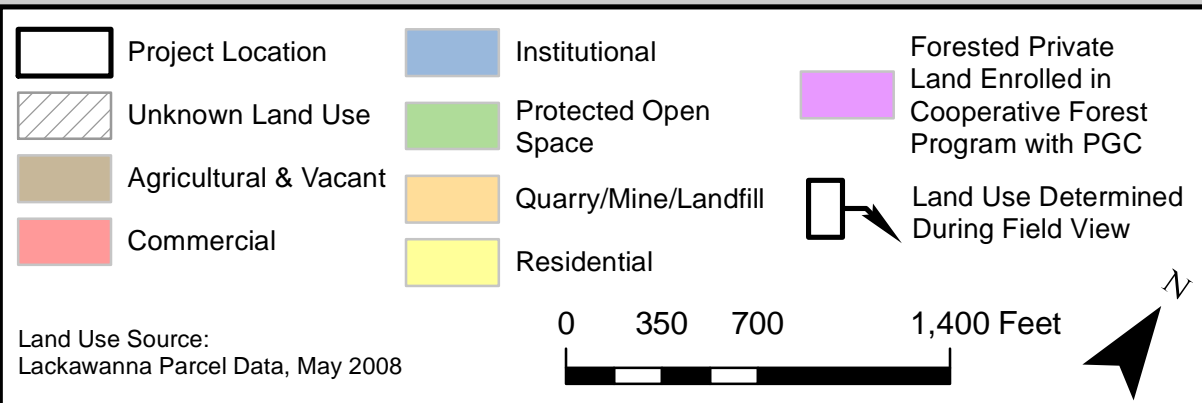 Project Location
Unknown Land Use
Agricultural & Vacant
Commercial
Institutional
Protected Open
Space
Quarry/Mine/Landfill
Residential
Forested Private
Land Enrolled in
Cooperative Forest
Program with PGC
Land Use Determined
During Field View
Land Use Source:
Lackawanna Parcel Data, May 2008
0 350 700 1,400 Feet
N